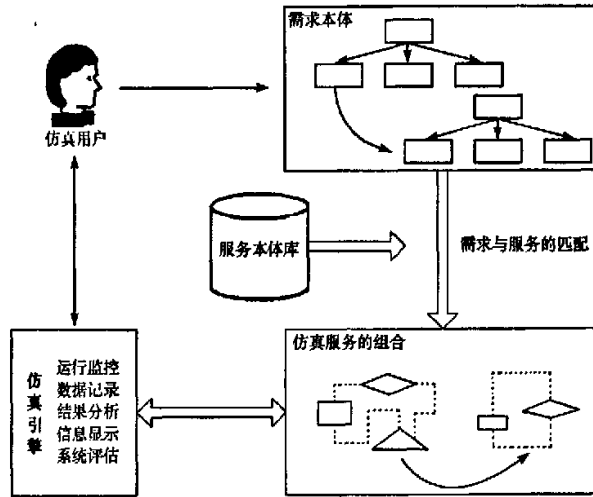 需求本体
仿真用户
服务本体库
需求与服务的匹配
仿真引擎
运行监控
数据记录
结果分析
信息显示
系统评估
仿真服务的组合